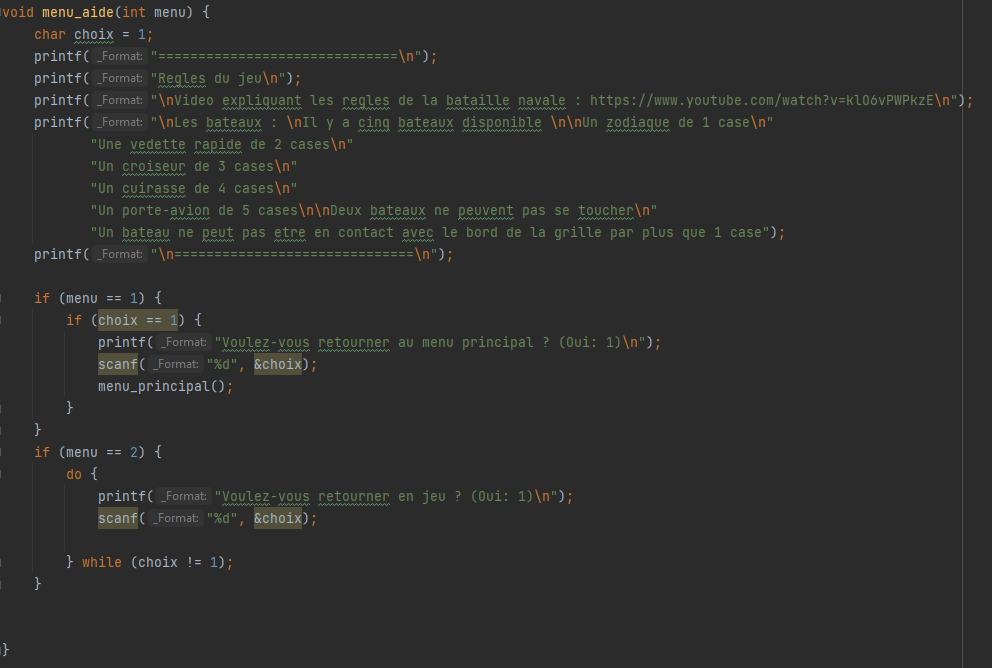 void menu_aide(int menu) {
char choix = 1;
printf( _Format: "==============================\n");
printf( _Format: "Regles du jeu\n");
printf( _Format: "\nVideo expliquant les regles de la bataille navale : https://www.youtube.com/watch?v=klO6vPWPkzE\n");
printf( _Format: "\nLes bateaux : \nIl y a cinq bateaux disponible \n\nUn zodiaque de 1 case\n"
"Une vedette rapide de 2 cases\n"
"Un croiseur de 3 cases\n"
"Un cuirasse de 4 cases\n"
"Un porte-avion de 5 cases\n\nDeux bateaux ne peuvent pas se toucher\n"
"Un bateau ne peut pas etre en contact avec le bord de la grille par plus que 1 case");
printf( _Format: "\n==============================\n");
if (menu == 1) {
if (choix == 1) {
printf( _Format: "Voulez-vous retourner au menu principal ? (Oui: 1)\n");
scanf( _Format: "%d", &choix);
menu_principal();
}
}
if (menu == 2) {
do {
printf( _Format: "Voulez-vous retourner en jeu ? (Oui: 1)\n");
scanf( _Format: "%d", &choix);
} while (choix != 1);
}
}